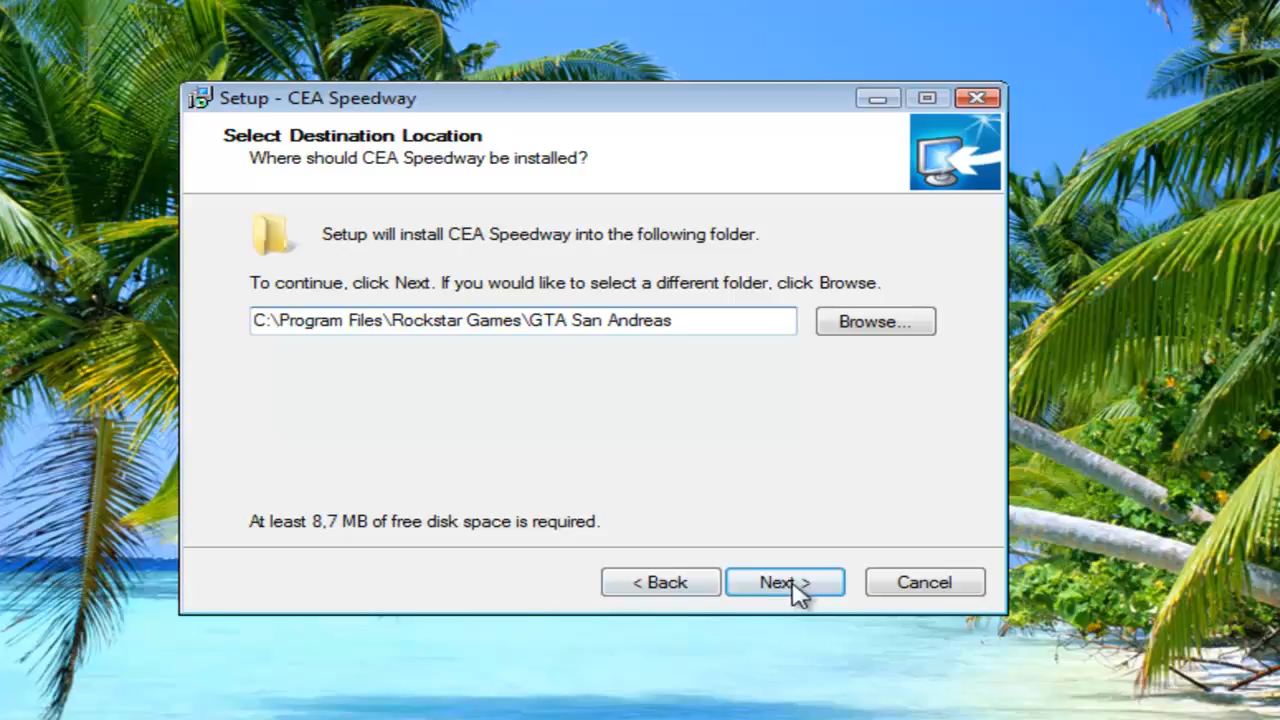 Setup - CEA Speedway
Select Destination Location
Where should CEA Speedway be installed?
Setup will install CEA Speedway into the following folder.
To continue, click Next. If you would like to select a different folder, click Browse.
C:\Program Files\Rockstar Games\GTA San Andreas
Browse...
At least 8,7 MB of free disk space is required.
< Back
Next >
Cancel